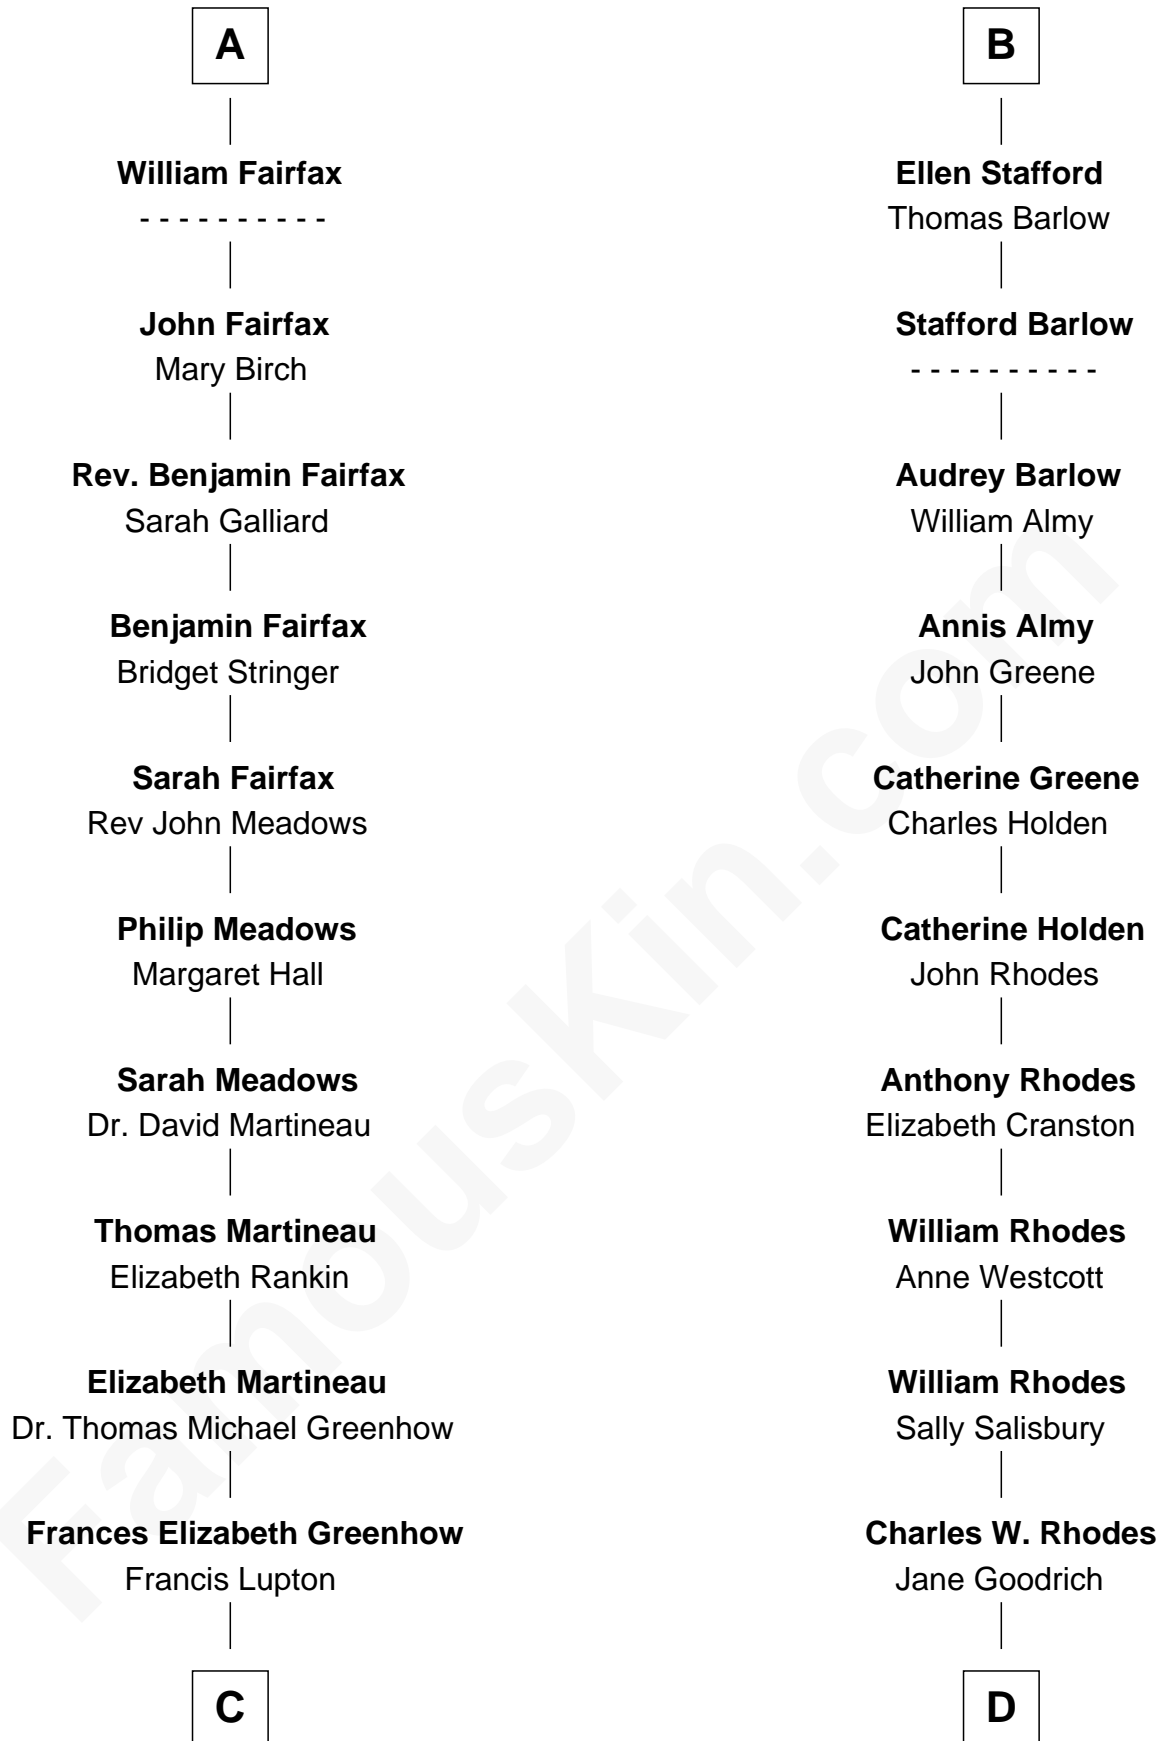 A
William Fairfax
- - - - - - - - - -
John Fairfax
Mary Birch
Rev. Benjamin Fairfax
Sarah Galliard
Benjamin Fairfax
Bridget Stringer
Sarah Fairfax
Rev John Meadows
Philip Meadows
Margaret Hall
Sarah Meadows
Dr. David Martineau
Thomas Martineau
Elizabeth Rankin
Elizabeth Martineau
Dr. Thomas Michael Greenhow
Frances Elizabeth Greenhow
Francis Lupton
C
B
Ellen Stafford
Thomas Barlow
Stafford Barlow
- - - - - - - - - -
Audrey Barlow
William Almy
Annis Almy
John Greene
Catherine Greene
Charles Holden
Catherine Holden
John Rhodes
Anthony Rhodes
Elizabeth Cranston
William Rhodes
Anne Westcott
William Rhodes
Sally Salisbury
Charles W. Rhodes
Jane Goodrich
D
FamousKin.com